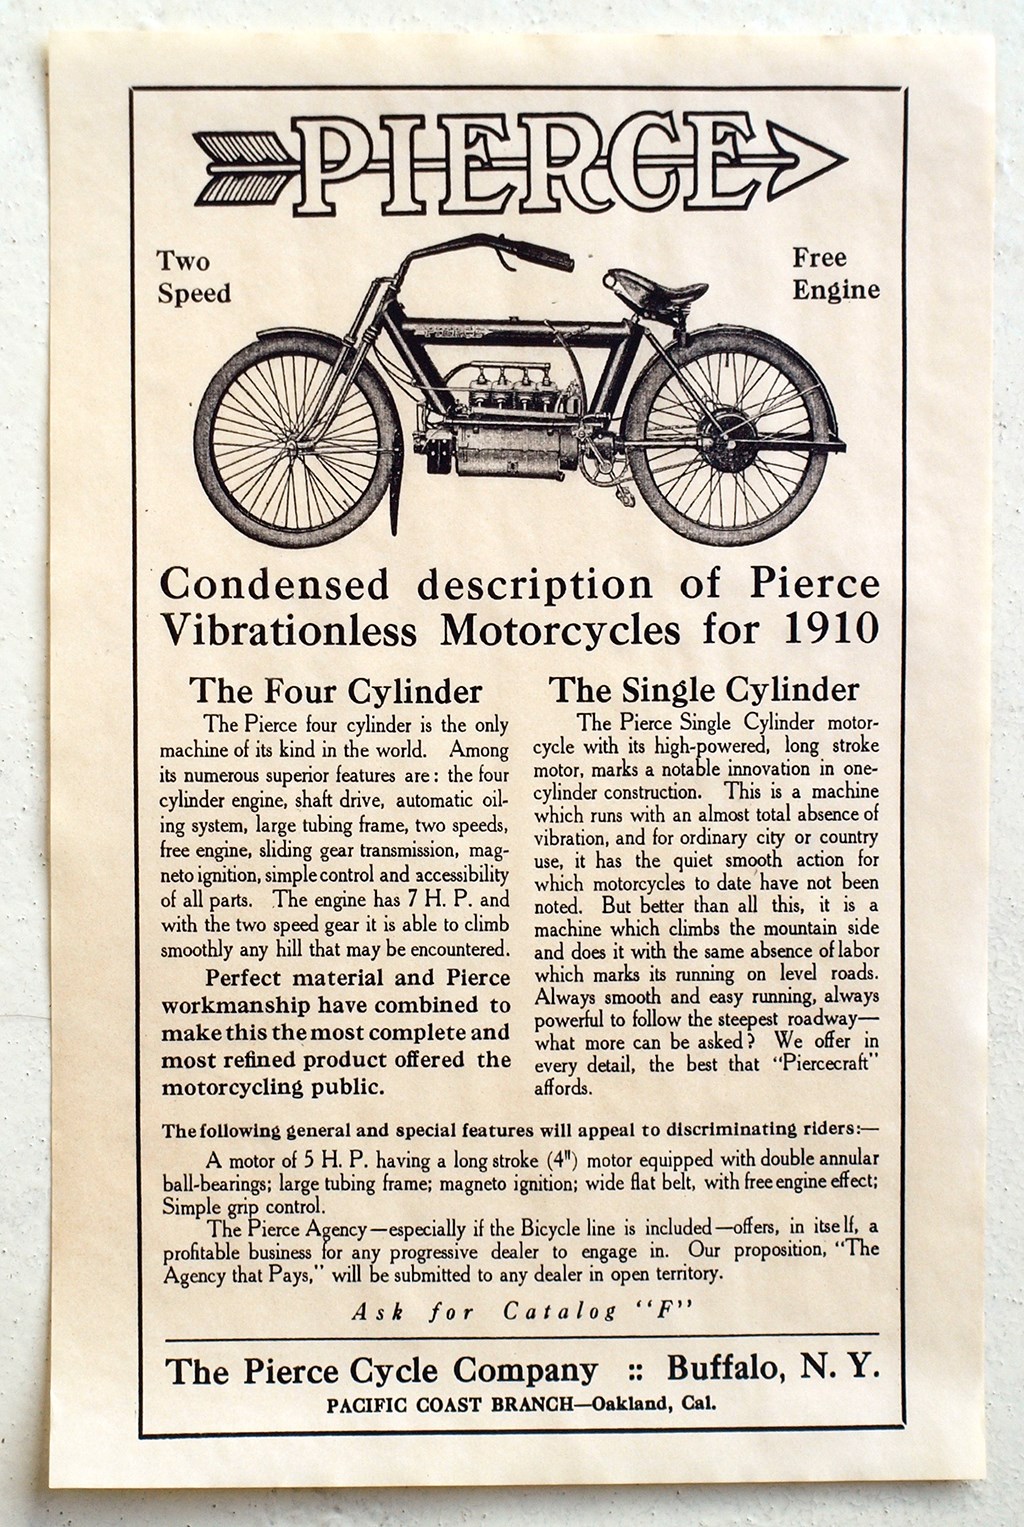 PIERCE
Two
Speed
Free
Engine
PIERCE
Condensed description of Pierce
Vibrationless Motorcycles for 1910
The Four Cylinder
The Pierce four cylinder is the only
machine of its kind in the world. Among
its numerous superior features are: the four
cylinder engine, shaft drive, automatic oil-
ing system, large tubing frame, two speeds,
free engine, sliding gear transmission, mag-
neto ignition, simple control and accessibility
of all parts. The engine has 7 H. P. and
with the two speed gear it is able to climb
smoothly any hill that may be encountered.
Perfect material and Pierce
workmanship have combined to
make this the most complete and
most refined product offered the
motorcycling public.
The Single Cylinder
The Pierce Single Cylinder motor-
cycle with its high-powered, long stroke
motor, marks a notable innovation in one-
cylinder construction. This is a machine
which runs with an almost total absence of
vibration, and for ordinary city or country
use, it has the quiet smooth action for
which motorcycles to date have not been
noted. But better than all this, it is a
machine which climbs the mountain side
and does it with the same absence of labor
which marks its running on level roads.
Always smooth and easy running, always
powerful to follow the steepest roadway—
what more can be asked? We offer in
every detail, the best that "Piercecraft"
affords.
The following general and special features will appeal to discriminating riders:—
A motor of 5 H. P. having a long stroke (4") motor equipped with double annular
ball-bearings; large tubing frame; magneto ignition; wide flat belt, with free engine effect;
Simple grip control.
The Pierce Agency—especially if the Bicycle line is included—offers, in itself, a
profitable business for any progressive dealer to engage in. Our proposition, "The
Agency that Pays," will be submitted to any dealer in open territory.
Ask for Catalog "F"
The Pierce Cycle Company :: Buffalo, N. Y.
PACIFIC COAST BRANCH—Oakland, Cal.